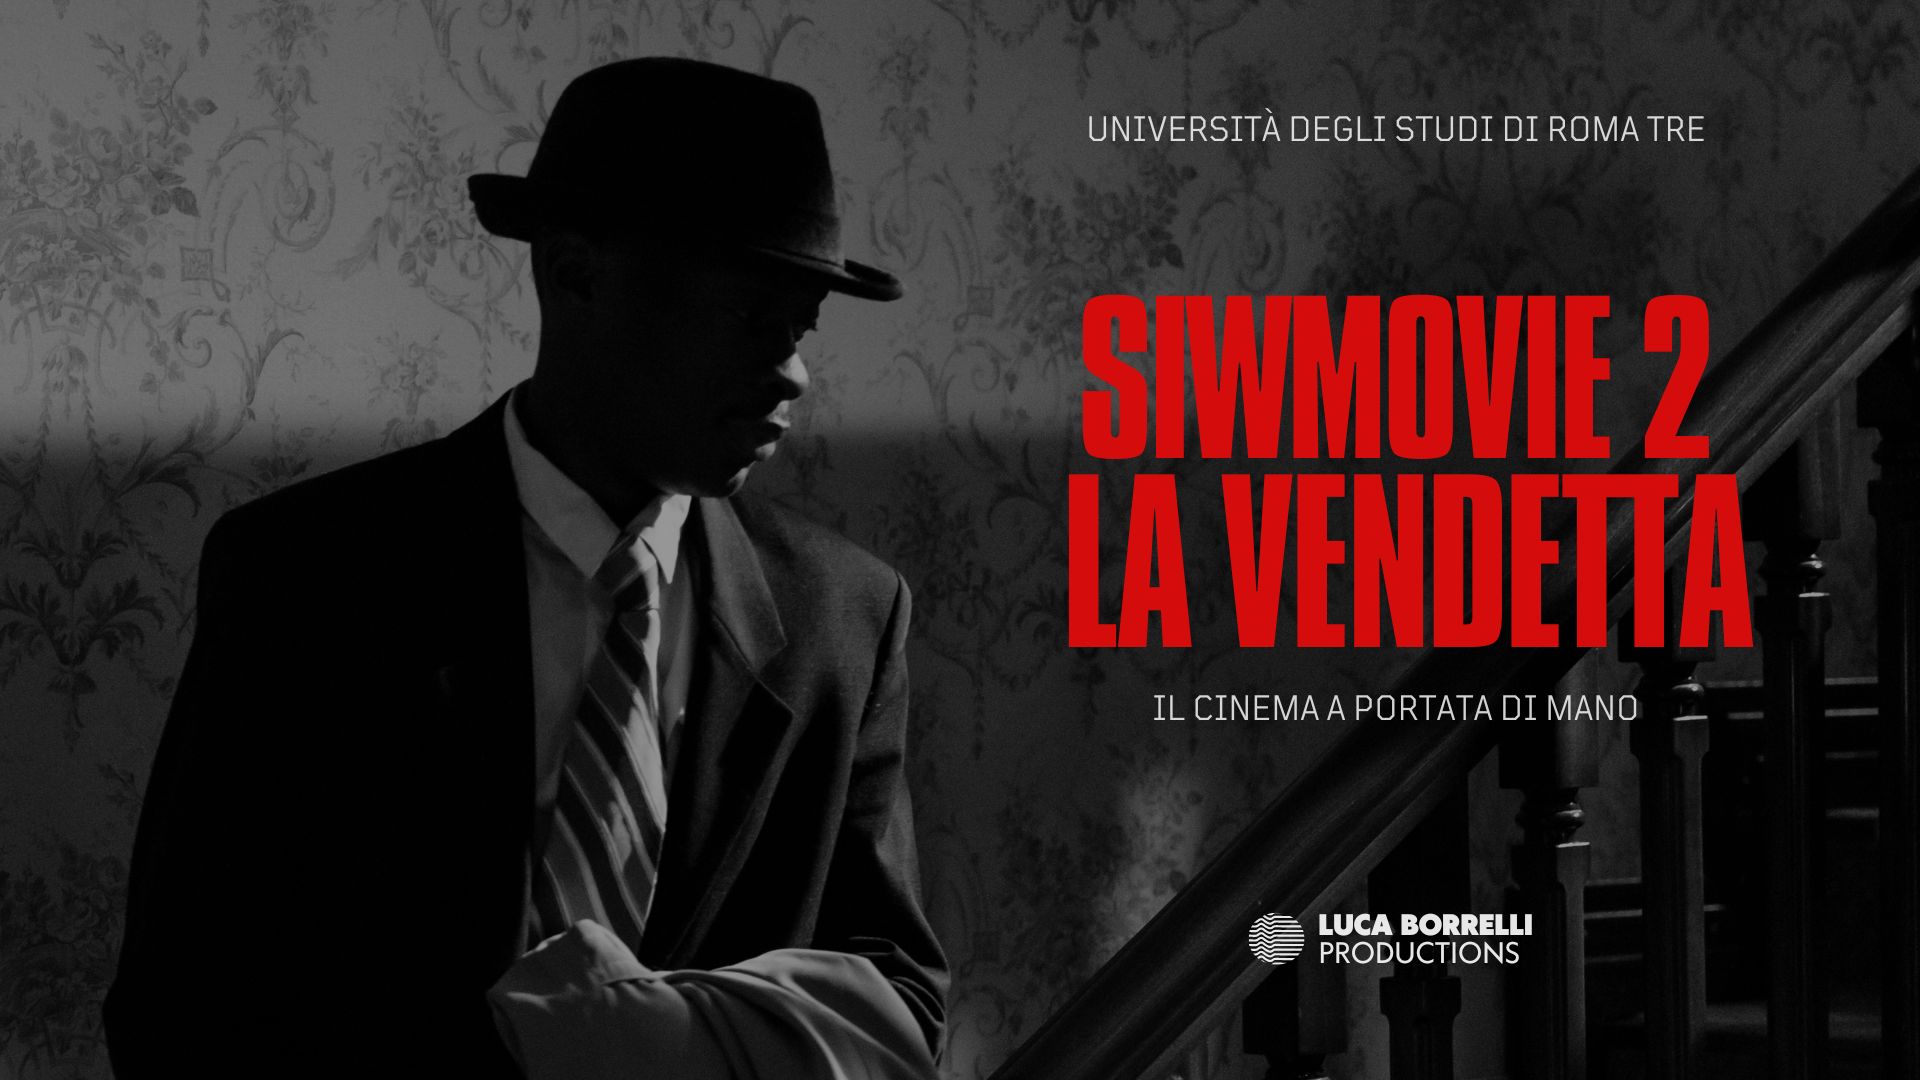 UNIVERSITÀ DEGLI STUDI DI ROMA TRE
SIWMOVIE 2
LA VENDETTA
IL CINEMA A PORTATA DI MANO
LUCA BORRELLI
PRODUCTIONS